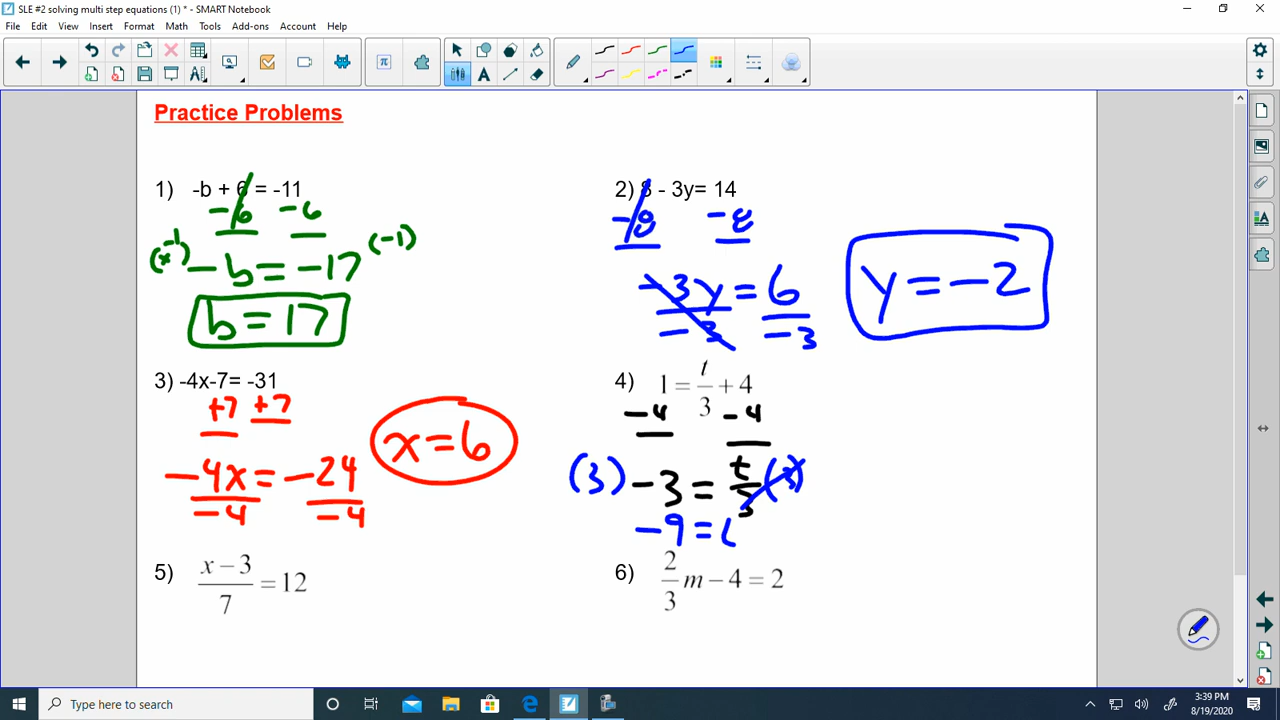 SLE #2 solving multi step equations (1) * - SMART Notebook
File Edit View Insert Format Math Tools Add-ons Account Help
Practice Problems
1) -b + 6 = -11
-6 -6
(x-1) -b = -17 (-1)
b = 17
2) 8 - 3y= 14
-8 -8
-3y = 6
-3 -3
y = -2
3) -4x-7= -31
+7 +7
-4x = -24
-4 -4
x = 6
4) 1 = t/3 + 4
-4 -4
(3) -3 = t/3 (3)
-9 =
5) x - 3
7
= 12
6) 2/3 m - 4 = 2
Type here to search
3:39 PM
8/19/2020